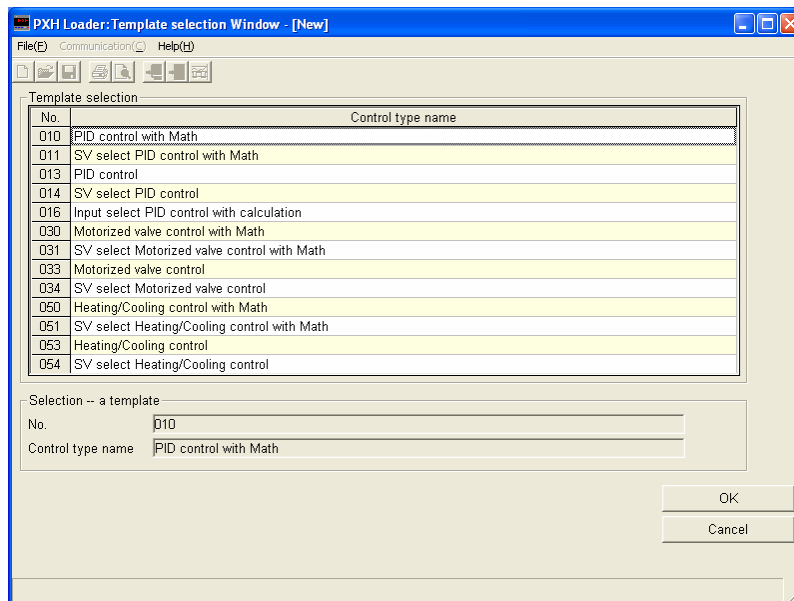 PXH Loader:Template selection Window - [New]
File(F) Communication(C) Help(H)
Template selection
No. Control type name
010 PID control with Math
011 SV select PID control with Math
013 PID control
014 SV select PID control
016 Input select PID control with calculation
030 Motorized valve control with Math
031 SV select Motorized valve control with Math
033 Motorized valve control
034 SV select Motorized valve control
050 Heating/Cooling control with Math
051 SV select Heating/Cooling control with Math
053 Heating/Cooling control
054 SV select Heating/Cooling control
Selection -- a template
No. 010
Control type name PID control with Math
OK
Cancel